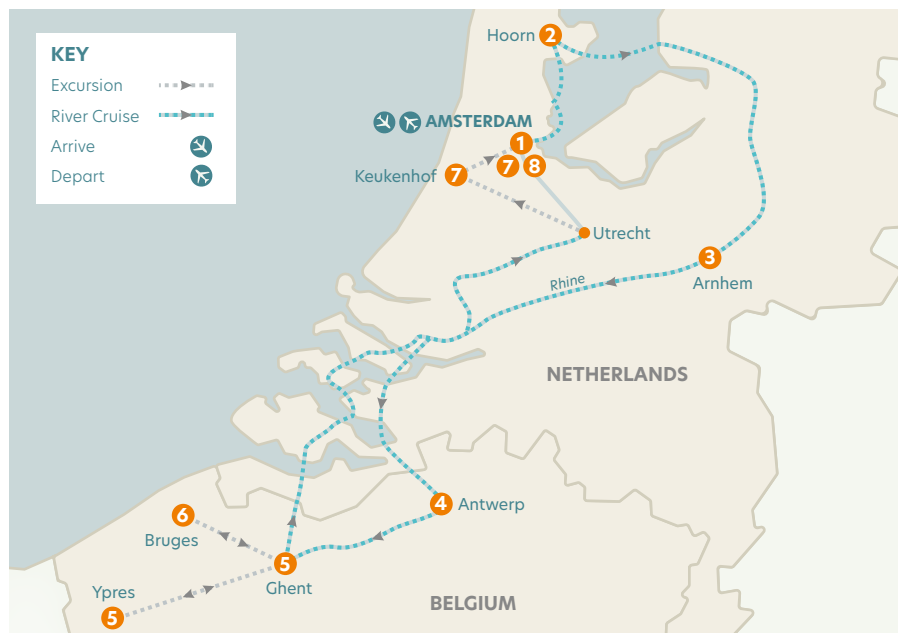 KEY
Excursion
River Cruise
Arrive
Depart
Hoorn 2
AMSTERDAM
1
7 8
Keukenhof 7
Utrecht
3
Arnhem
Rhine
NETHERLANDS
4 Antwerp
6
Bruges
5
Ghent
Ypres
5
BELGIUM